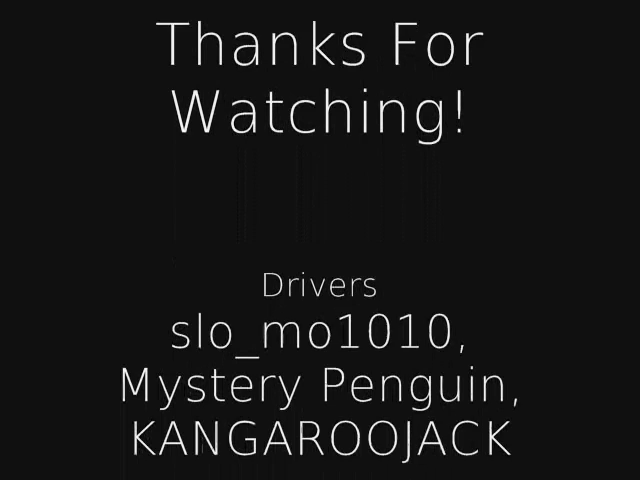 Thanks For
Watching!
Drivers
slo_mo1010,
Mystery Penguin,
KANGAROOJACK